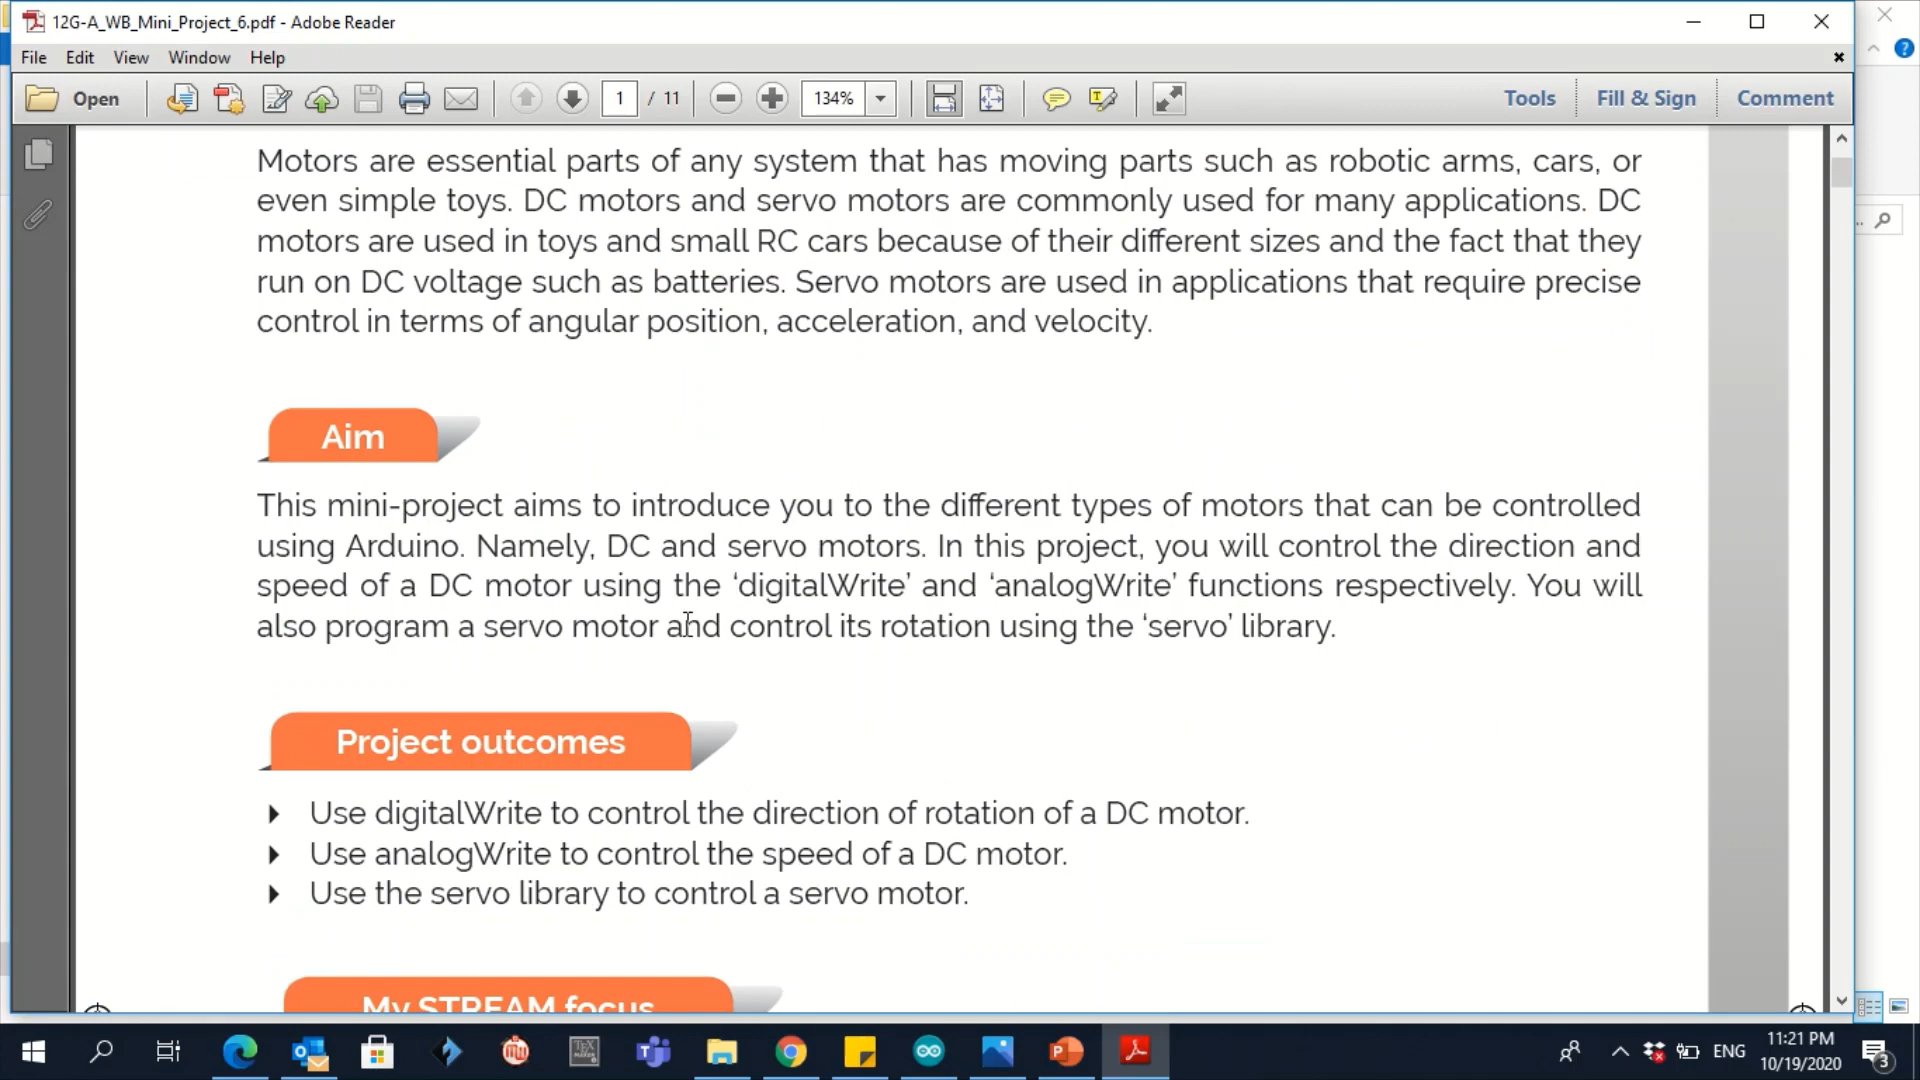 12G-A_WB_Mini_Project_6.pdf - Adobe Reader
File Edit View Window Help
Open 1 / 11 134% Tools Fill & Sign Comment
Motors are essential parts of any system that has moving parts such as robotic arms, cars, or
even simple toys. DC motors and servo motors are commonly used for many applications. DC
motors are used in toys and small RC cars because of their different sizes and the fact that they
run on DC voltage such as batteries. Servo motors are used in applications that require precise
control in terms of angular position, acceleration, and velocity.
Aim
This mini-project aims to introduce you to the different types of motors that can be controlled
using Arduino. Namely, DC and servo motors. In this project, you will control the direction and
speed of a DC motor using the ‘digitalWrite’ and ‘analogWrite’ functions respectively. You will
also program a servo motor and control its rotation using the ‘servo’ library.
Project outcomes
Use digitalWrite to control the direction of rotation of a DC motor.
Use analogWrite to control the speed of a DC motor.
Use the servo library to control a servo motor.
My STREAM focus
ENG
11:21 PM
10/19/2020
3